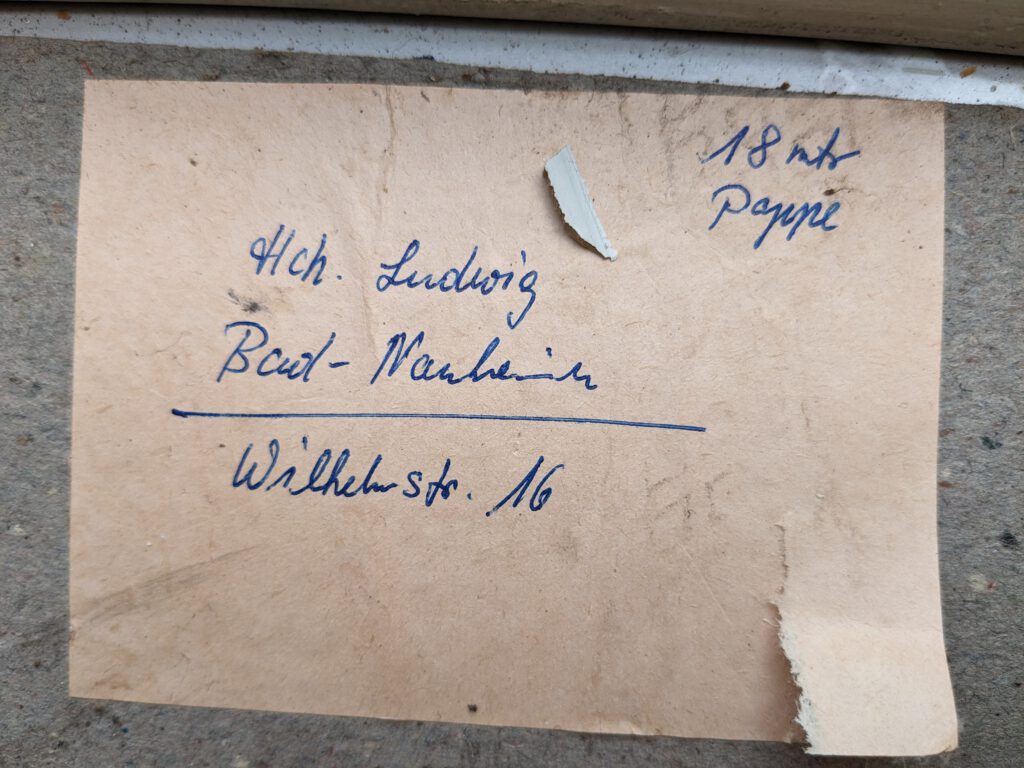 18 mtr
Pappe
Hch. Ludwig
Bad-Nauheim
Wilhelmstr. 16